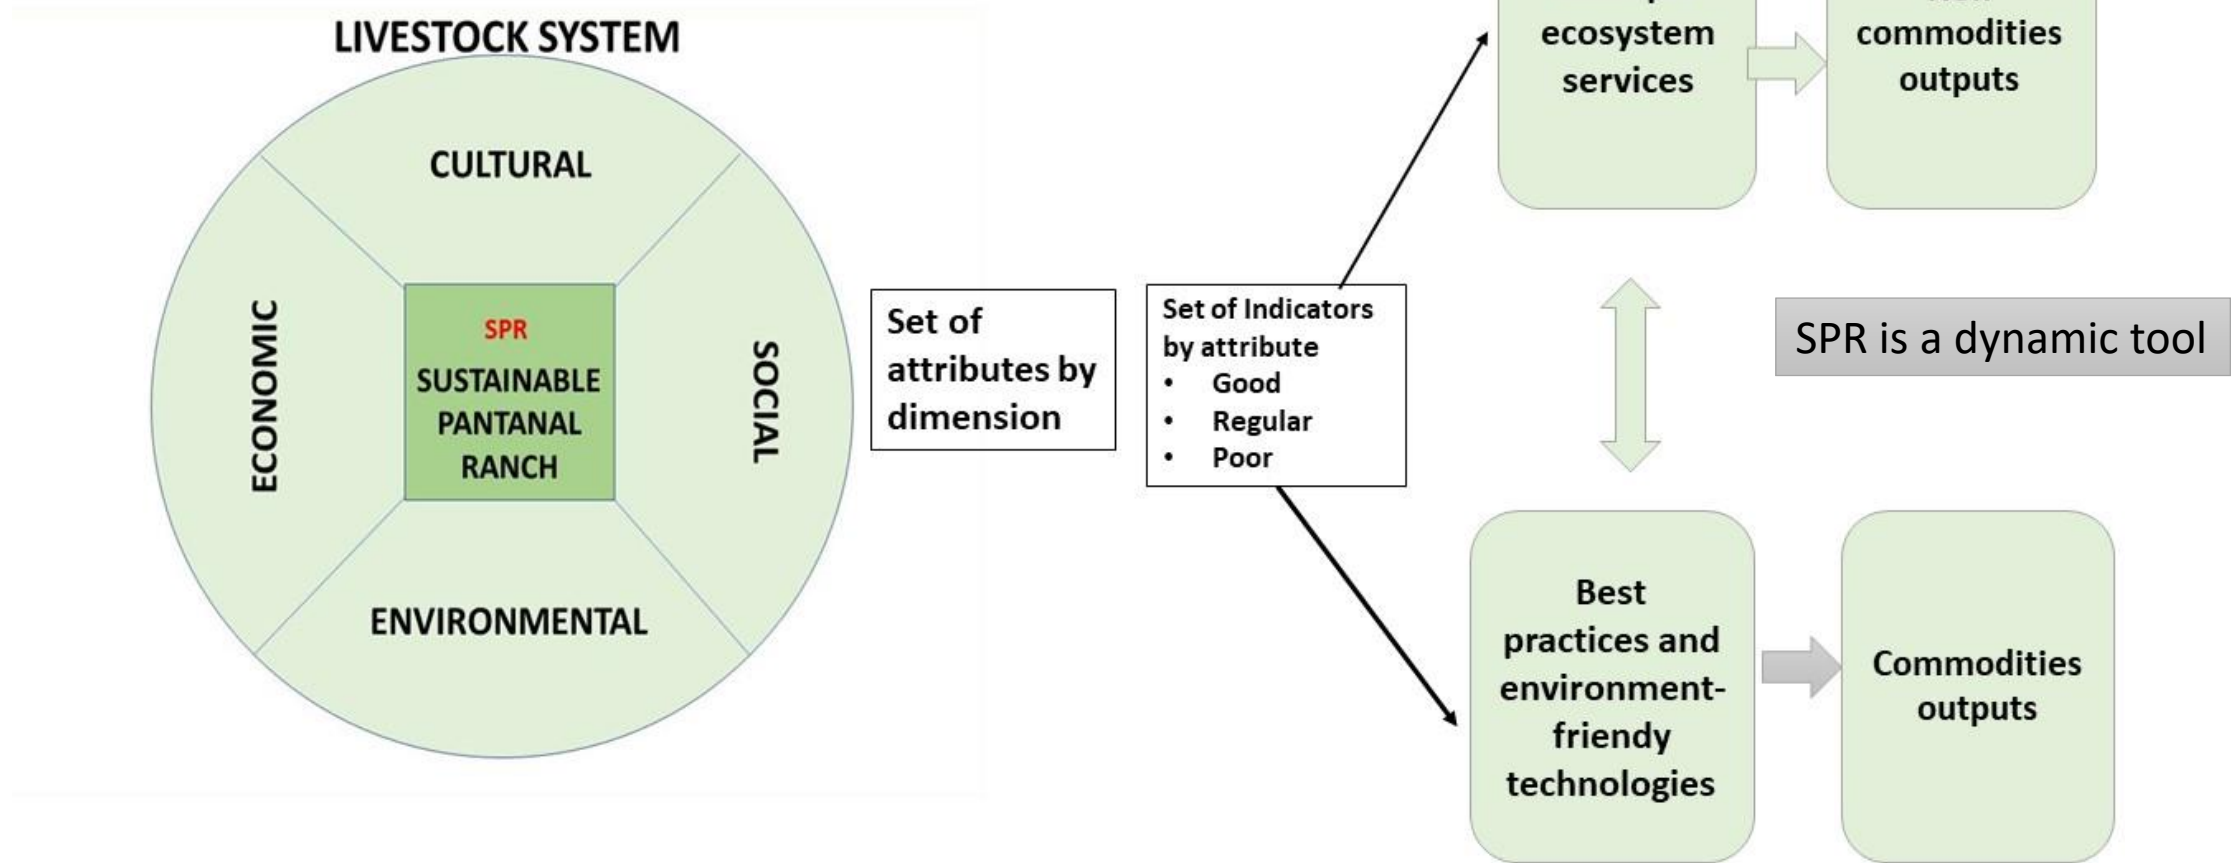 LIVESTOCK SYSTEM
CULTURAL
ECONOMIC
SPR
SUSTAINABLE
PANTANAL
RANCH
SOCIAL
ENVIRONMENTAL
Set of
attributes by
dimension
Set of Indicators
by attribute
• Good
• Regular
• Poor
ecosystem
services
commodities
outputs
SPR is a dynamic tool
Best
practices and
environment-
friendy
technologies
Commodities
outputs